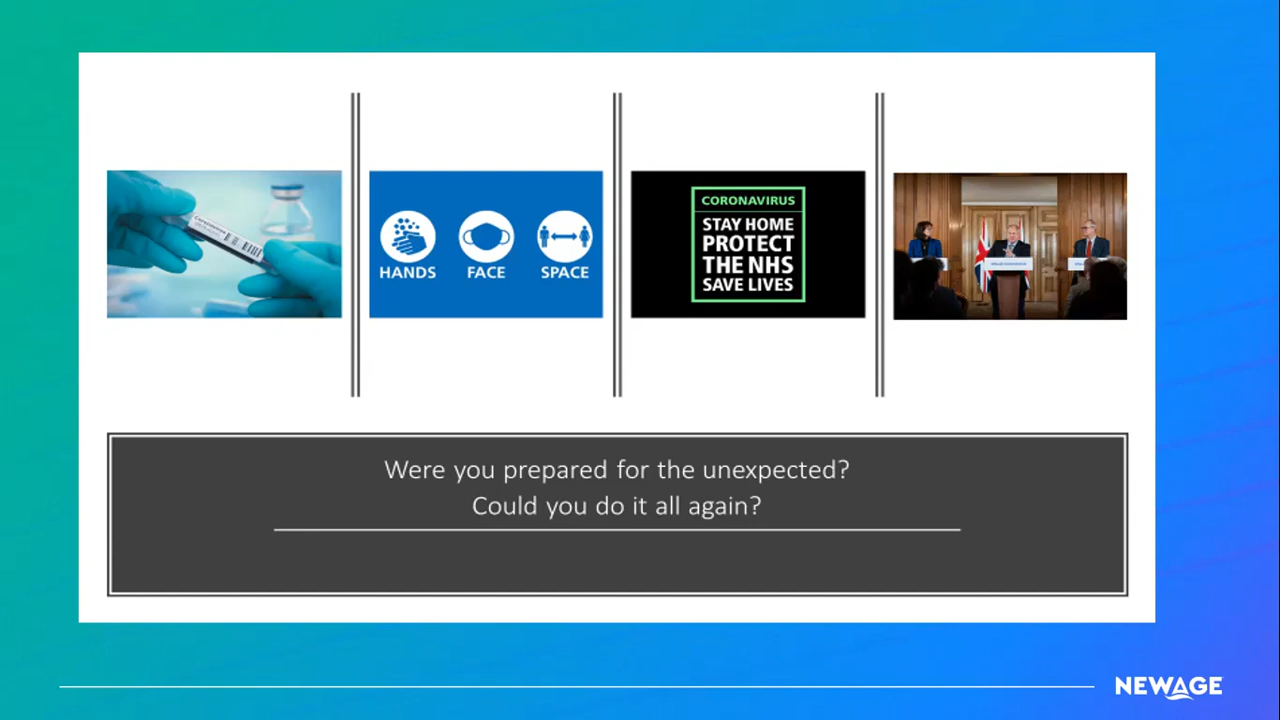 HANDS
FACE
SPACE
CORONAVIRUS
STAY HOME
PROTECT
THE NHS
SAVE LIVES
Were you prepared for the unexpected?
Could you do it all again?
NEWAGE